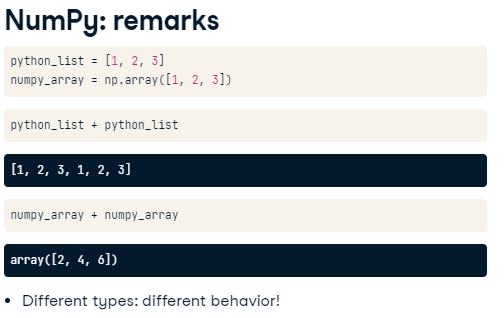 NumPy: remarks
python_list = [1, 2, 3]
numpy_array = np.array([1, 2, 3])
python_list + python_list
[1, 2, 3, 1, 2, 3]
numpy_array + numpy_array
array([2, 4, 6])
• Different types: different behavior!